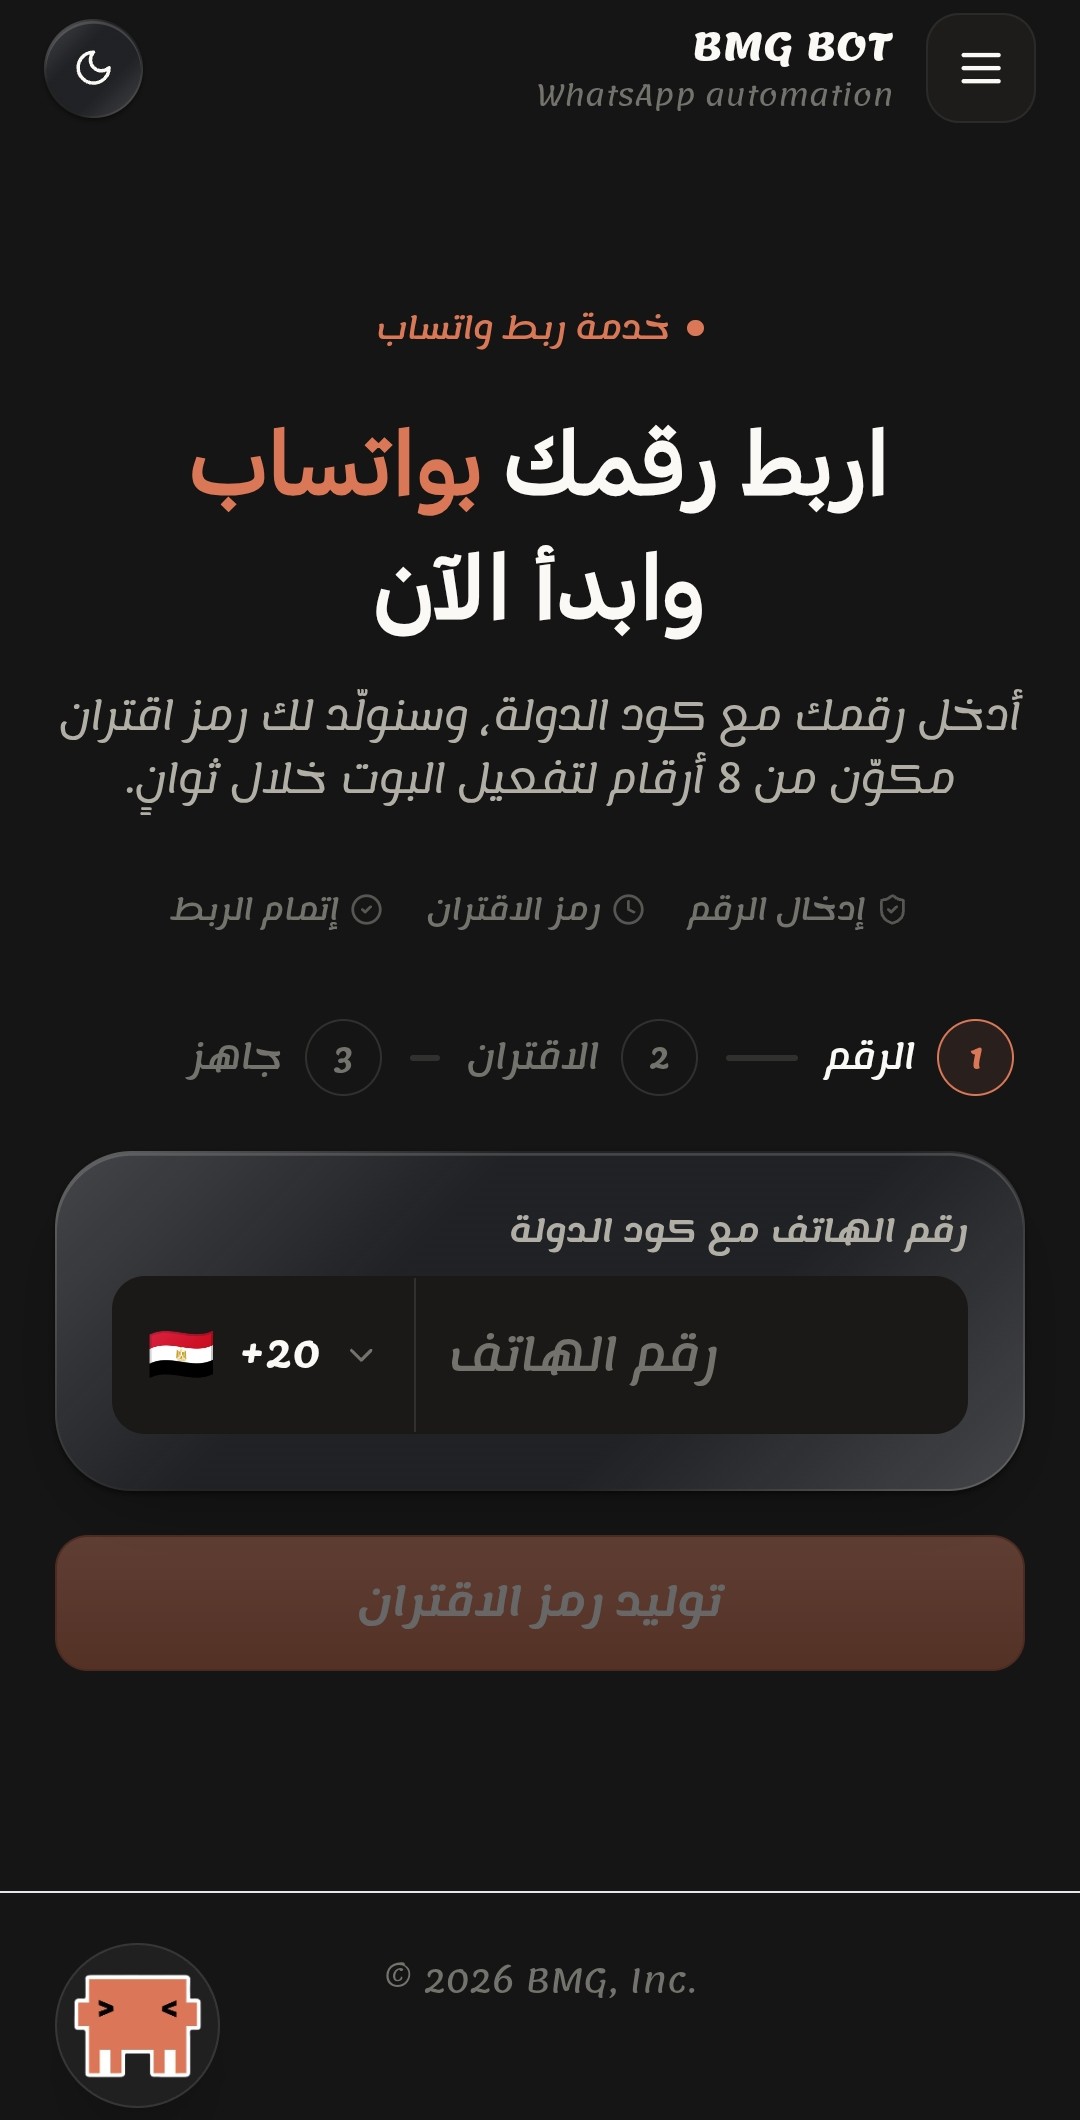 BMG BOT
WhatsApp automation
خدمة ربط واتساب
اربط رقمك بواتساب
وابدأ الآن
أدخل رقمك مع كود الدولة، وسنولّد لك رمز اقتران
مكوّن من 8 أرقام لتفعيل البوت خلال ثوانٍ.
إدخال الرقم رمز الاقتران إتمام الربط
1 الرقم 2 الاقتران 3 جاهز
رقم الهاتف مع كود الدولة
+20 رقم الهاتف
توليد رمز الاقتران
© 2026 BMG, Inc.